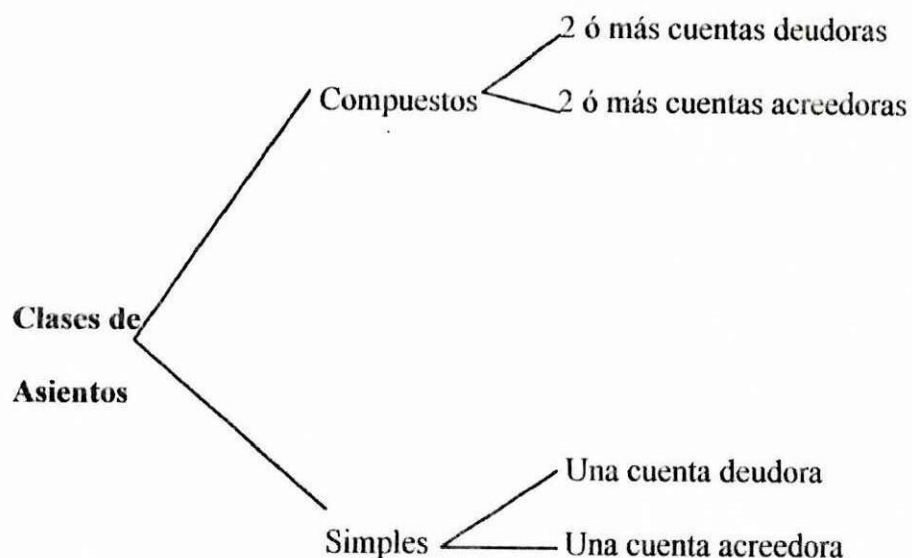 2 ó más cuentas deudoras
Compuestos
2 ó más cuentas acreedoras
Clases de
Asientos
Una cuenta deudora
Simples
Una cuenta acreedora